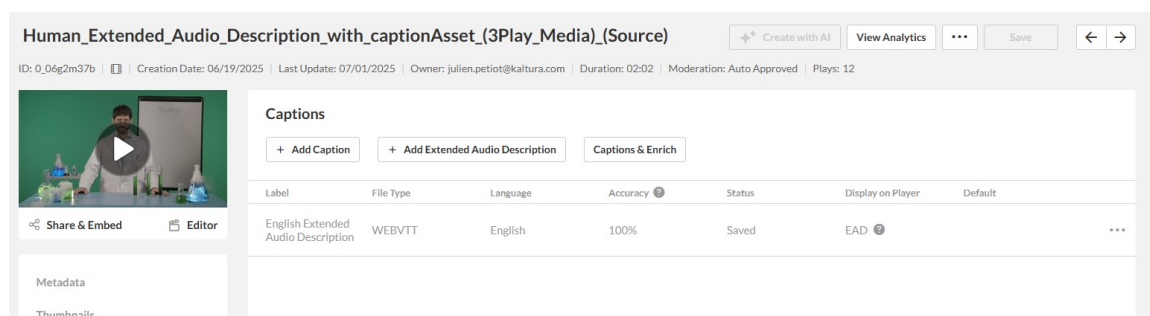 Human_Extended_Audio_Description_with_captionAsset_(3Play_Media)_(Source)
Create with AI
View Analytics
Save
ID: 0_06g2m37b | Creation Date: 06/19/2025 | Last Update: 07/01/2025 | Owner: julien.petiot@kaltura.com | Duration: 02:02 | Moderation: Auto Approved | Plays: 12
Share & Embed
Editor
Metadata
Thumbnails
Captions
+ Add Caption
+ Add Extended Audio Description
Captions & Enrich
Label File Type Language Accuracy Status Display on Player Default
English Extended
Audio Description WEBVTT English 100% Saved EAD